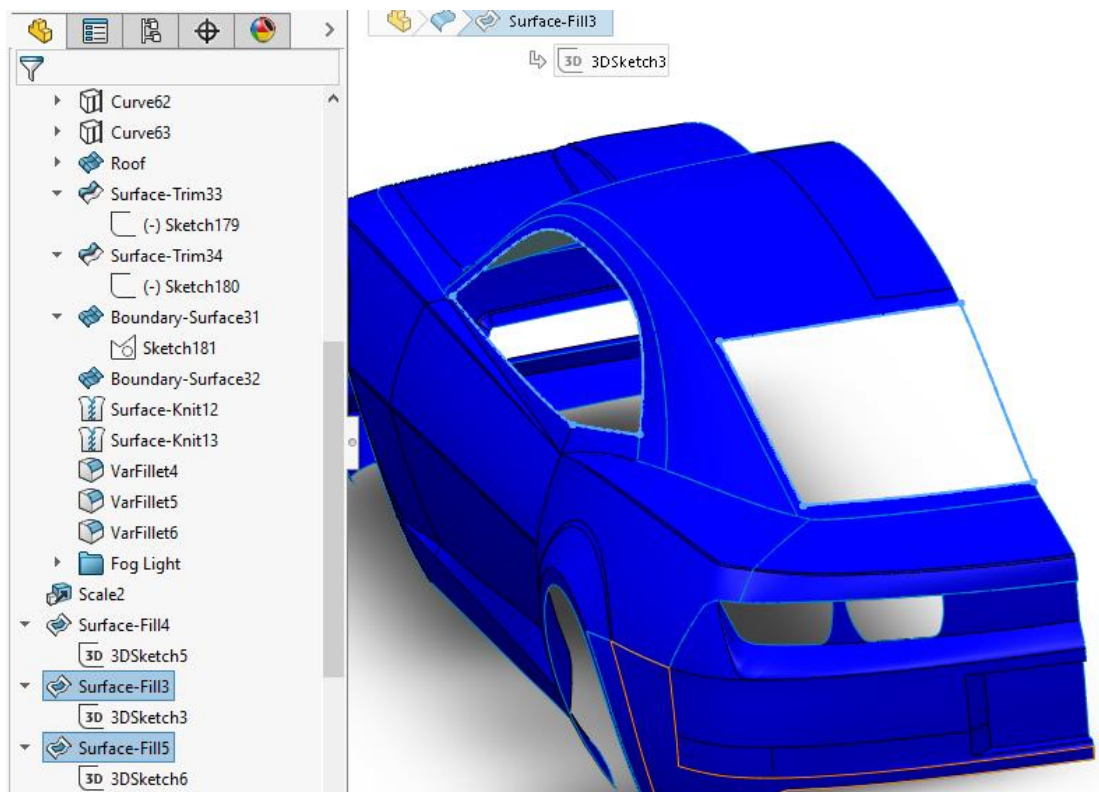 Surface-Fill3
3D 3DSketch3
Curve62
Curve63
Roof
Surface-Trim33
(-) Sketch179
Surface-Trim34
(-) Sketch180
Boundary-Surface31
Sketch181
Boundary-Surface32
Surface-Knit12
Surface-Knit13
VarFillet4
VarFillet5
VarFillet6
Fog Light
Scale2
Surface-Fill4
3D 3DSketch5
Surface-Fill3
3D 3DSketch3
Surface-Fill5
3D 3DSketch6